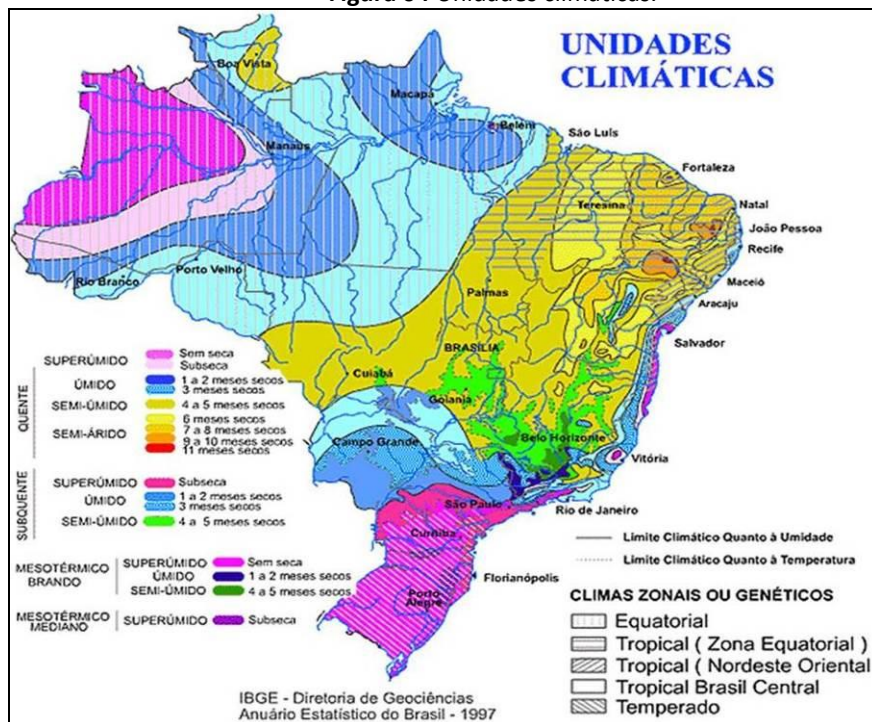 Figura 54 Unidades climáticas.
UNIDADES
CLIMÁTICAS
Boa Vista
Macapá
Belém
São Luís
Manaus
Fortaleza
Teresina
Natal
João Pessoa
Recife
Porto Velho
Rio Branco
Maceió
Palmas
Aracaju
Salvador
BRASÍLIA
Cuiabá
Goiania
Belo Horizonte
Campo Grande
Vitória
São Paulo
Rio de Janeiro
Curitiba
Florianópolis
Porto
Alegre
QUENTE
SUPERÚMIDO
Sem seca
Subseca
ÚMIDO
1 a 2 meses secos
3 meses secos
SEMI-ÚMIDO
4 a 5 meses secos
6 meses secos
SEMI-ÁRIDO
7 a 8 meses secos
9 a 10 meses secos
11 meses secos
SUBQUENTE
SUPERÚMIDO
Subseca
ÚMIDO
1 a 2 meses secos
3 meses secos
SEMI-ÚMIDO
4 a 5 meses secos
MESOTÉRMICO
BRANDO
SUPERÚMIDO
Sem seca
ÚMIDO
1 a 2 meses secos
SEMI-ÚMIDO
4 a 5 meses secos
MESOTÉRMICO
MEDIANO
SUPERÚMIDO
Subseca
Limite Climático Quanto à Umidade
Limite Climático Quanto à Temperatura
CLIMAS ZONAIS OU GENÉTICOS
Equatorial
Tropical ( Zona Equatorial )
Tropical ( Nordeste Oriental
Tropical Brasil Central
Temperado
IBGE - Diretoria de Geociências
Anuário Estatístico do Brasil - 1997